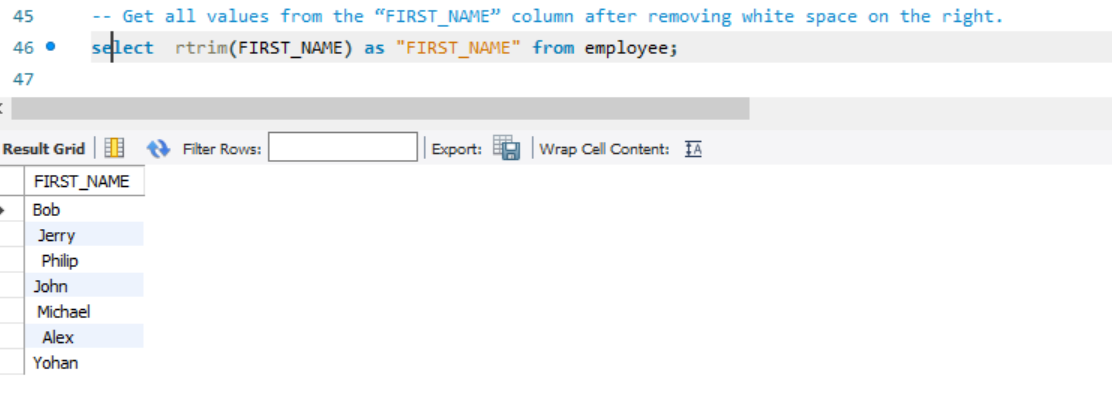 45 -- Get all values from the “FIRST_NAME” column after removing white space on the right.
46 select  rtrim(FIRST_NAME) as "FIRST_NAME" from employee;
47
Result Grid Filter Rows: Export: Wrap Cell Content: IA
FIRST_NAME
Bob
Jerry
Philip
John
Michael
Alex
Yohan